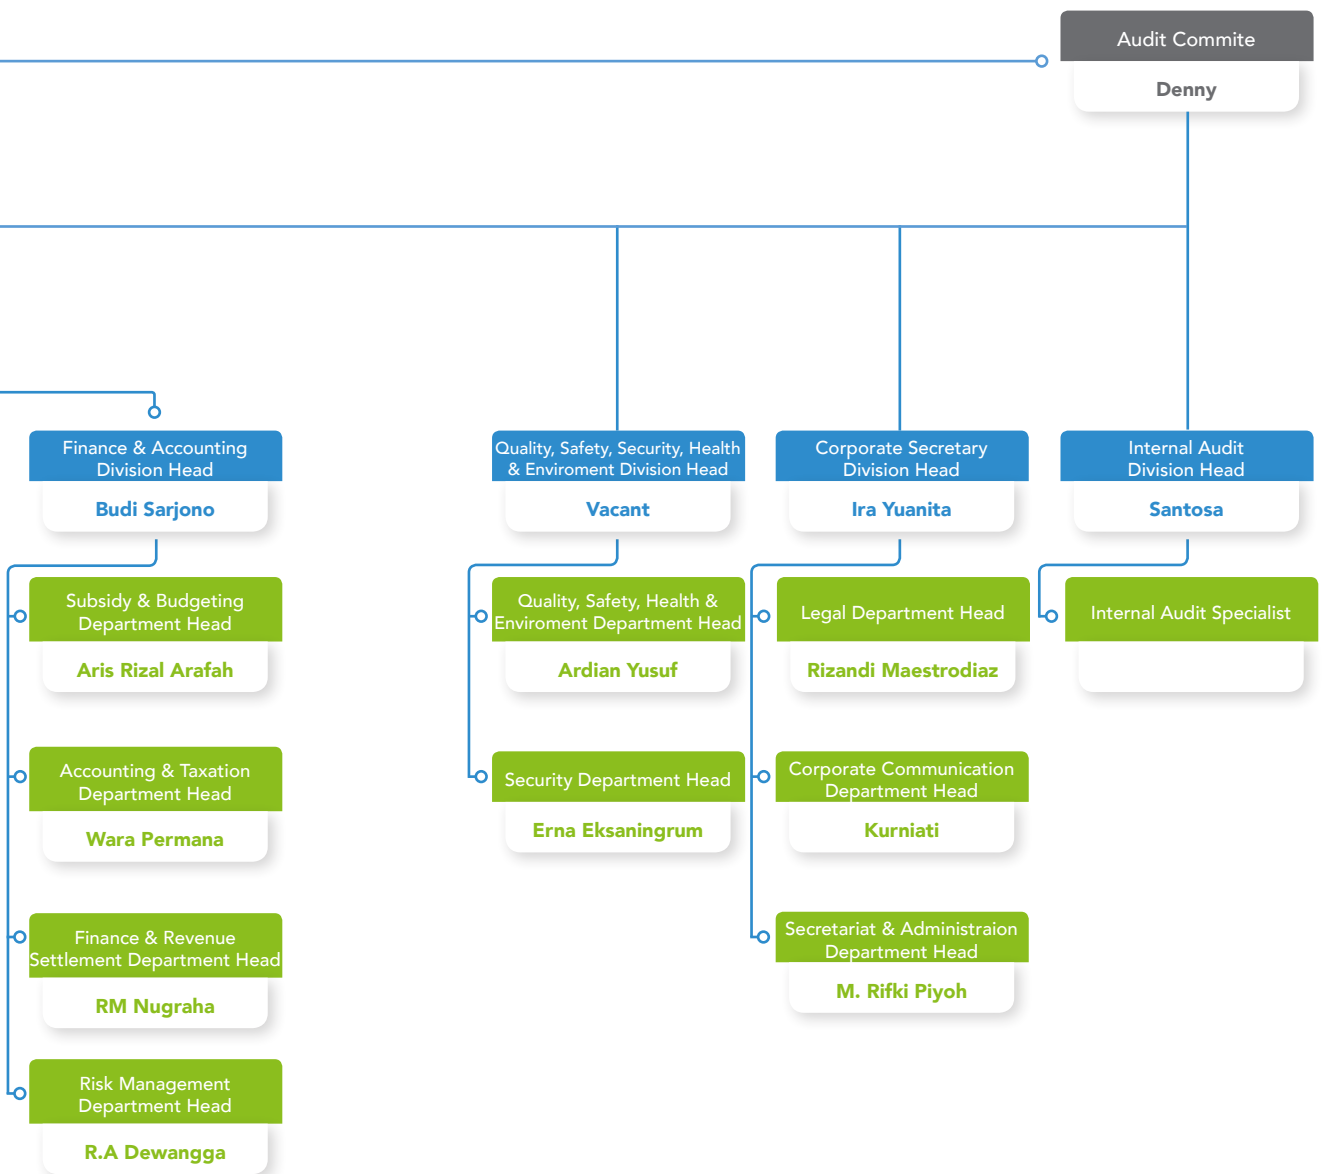 Audit Commite
Denny
Finance & Accounting
Division Head
Budi Sarjono
Subsidy & Budgeting
Department Head
Aris Rizal Arafah
Accounting & Taxation
Department Head
Wara Permana
Finance & Revenue
Settlement Department Head
RM Nugraha
Risk Management
Department Head
R.A Dewangga
Quality, Safety, Security, Health
& Enviroment Division Head
Vacant
Quality, Safety, Health &
Enviroment Department Head
Ardian Yusuf
Security Department Head
Erna Eksaningrum
Corporate Secretary
Division Head
Ira Yuanita
Legal Department Head
Rizandi Maestrodiaz
Corporate Communication
Department Head
Kurniati
Secretariat & Administraion
Department Head
M. Rifki Piyoh
Internal Audit
Division Head
Santosa
Internal Audit Specialist